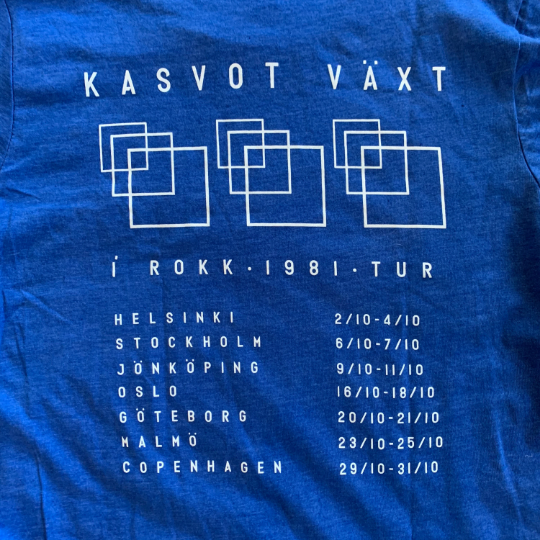 KASVOT VÄXT
Í ROKK·1981·TUR
HELSINKI 2/10-4/10
STOCKHOLM 6/10-7/10
JÖNKÖPING 9/10-11/10
OSLO 16/10-18/10
GÖTEBORG 20/10-21/10
MALMÖ 23/10-25/10
COPENHAGEN 29/10-31/10